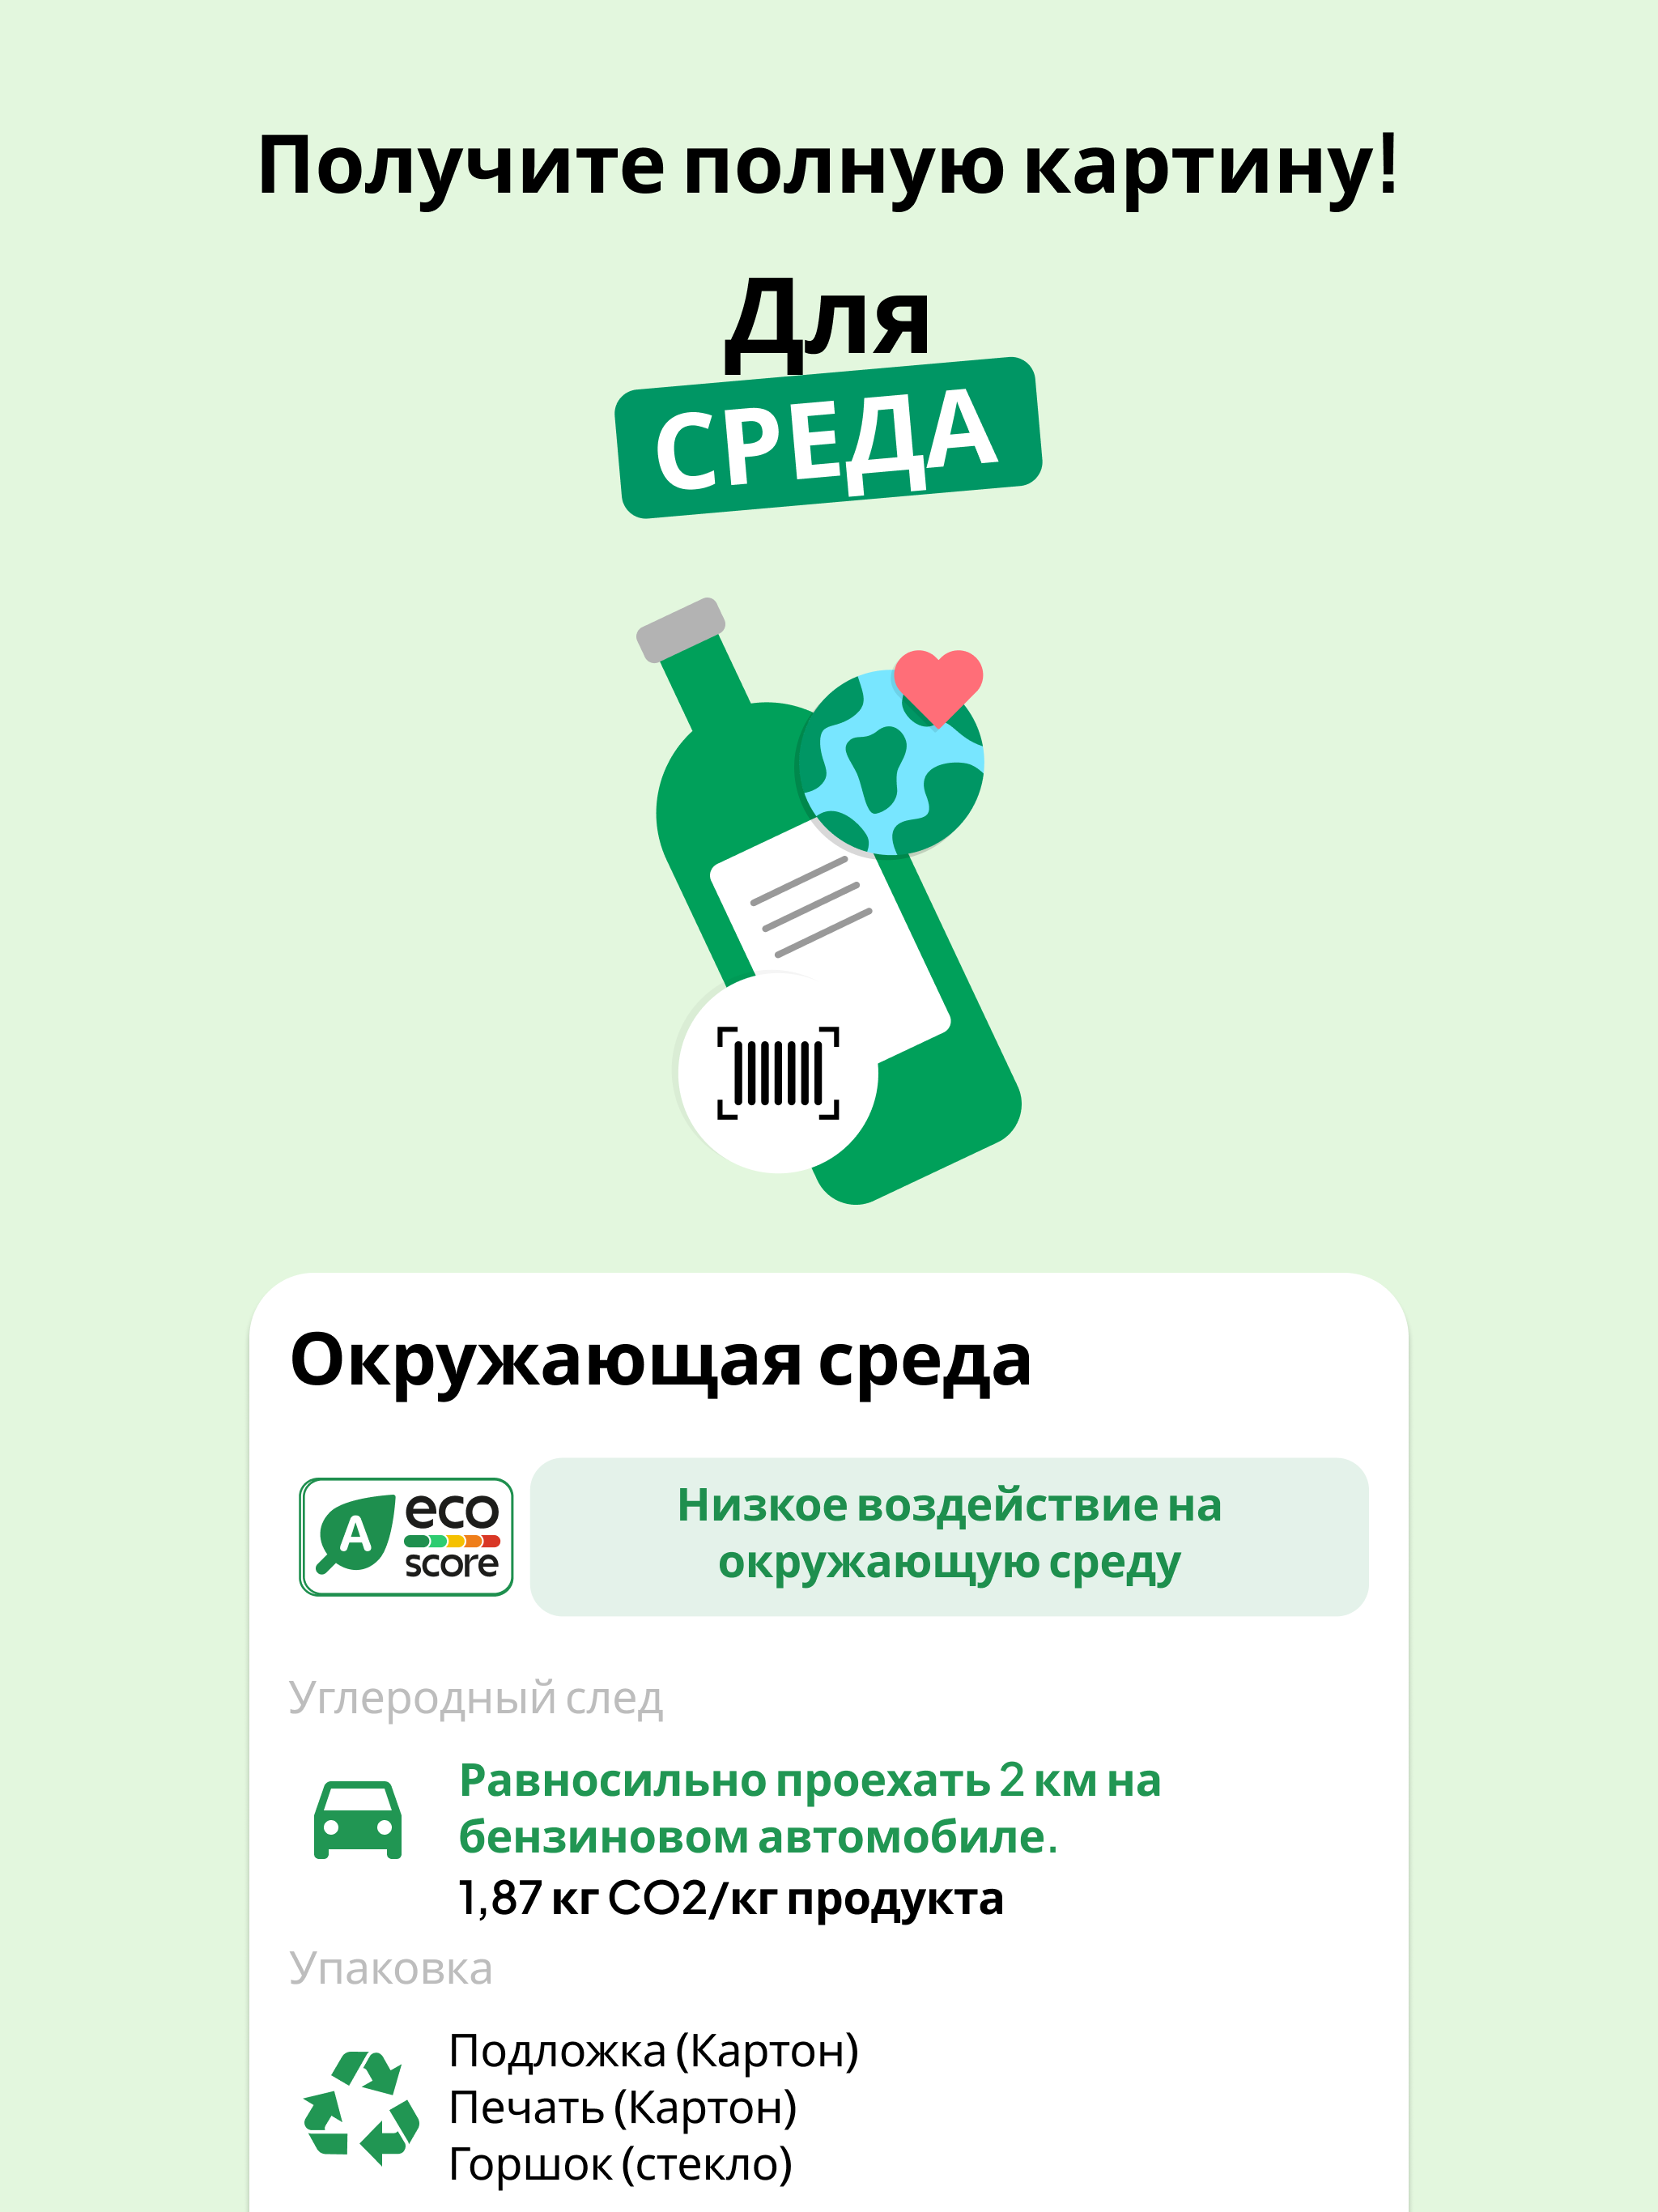 Получите полную картину!
Для
СРЕДА
Окружающая среда
A
eco
score
Низкое воздействие на
окружающую среду
Углеродный след
Равносильно проехать 2 км на
бензиновом автомобиле.
1,87 кг CO2/кг продукта
Упаковка
Подложка (Картон)
Печать (Картон)
Горшок (стекло)